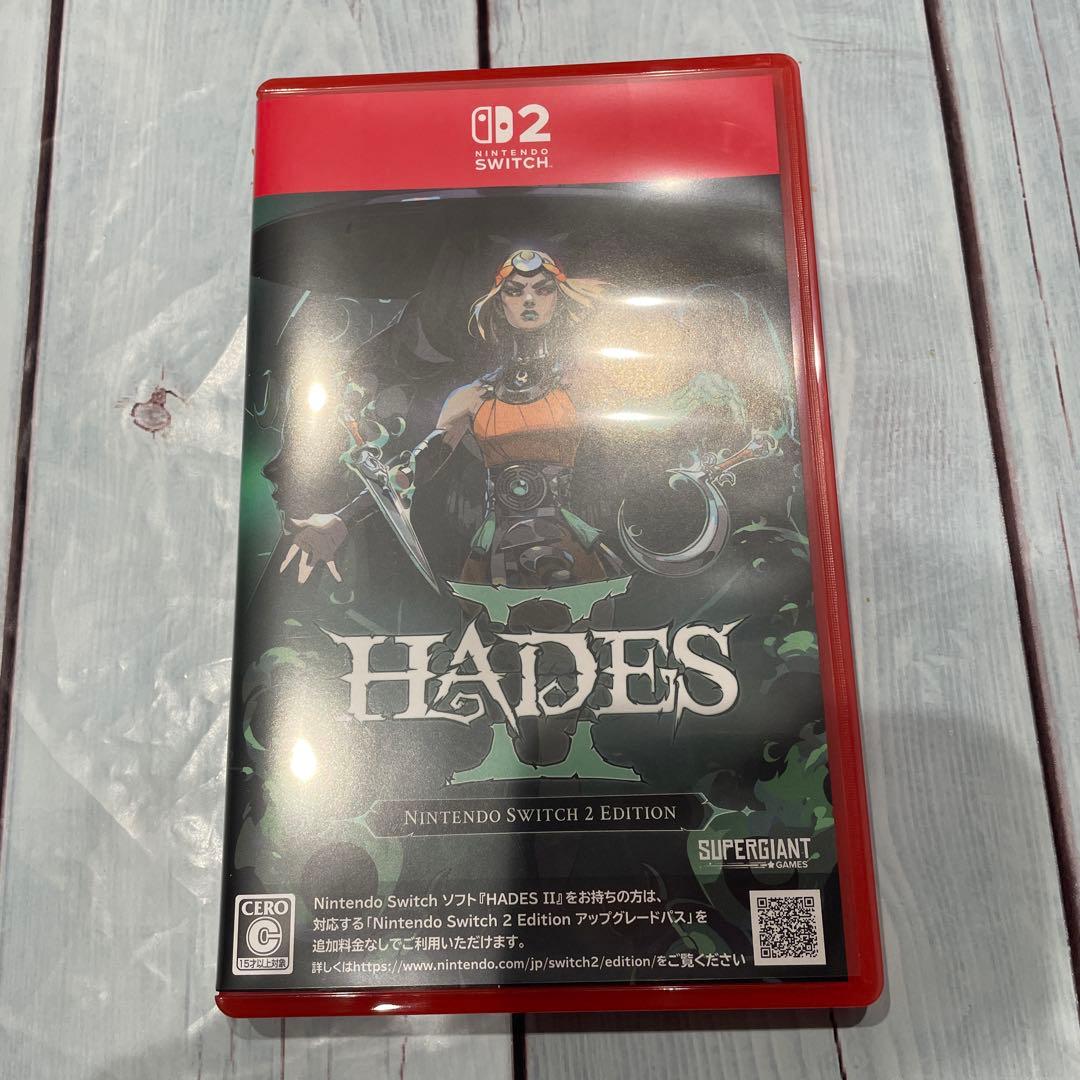 2
NINTENDO
SWITCH™
II
HADES
NINTENDO SWITCH 2 EDITION
SUPERGIANT
GAMES
CERO
C
15才以上対象
Nintendo Switch ソフト『HADES II』をお持ちの方は、
対応する「Nintendo Switch 2 Edition アップグレードパス」を
追加料金なしでご利用いただけます。
詳しくはhttps://www.nintendo.com/jp/switch2/edition/をご覧ください